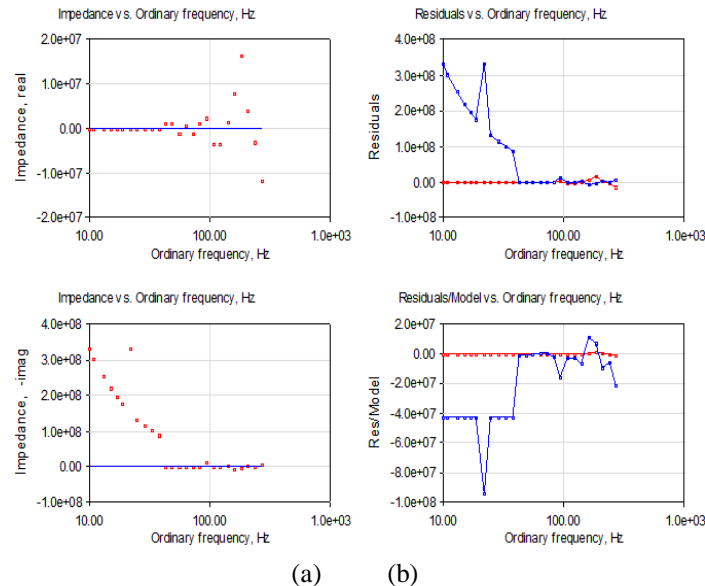 Impedance vs. Ordinary frequency, Hz
Impedance, real
2.0e+07
1.0e+07
0.00
-1.0e+07
2.0e+07
10.00
100.00
1.0e+03
Ordinary frequency, Hz
Residuals vs. Ordinary frequency, Hz
Residuals
4.0e+08
3.0e+08
2.0e+08
1.0e+08
0.00
-1.0e+08
10.00
100.00
1.0e+03
Ordinary frequency, Hz
Impedance vs. Ordinary frequency, Hz
Impedance, -imag
-4.0e+08
3.0e+08
2.0e+08
1.0e+08
0.00
-1.0e+08
10.00
100.00
1.0e+03
Ordinary frequency, Hz
Residuals/Model vs. Ordinary frequency, Hz
Res/Model
2.0e+07
0.00
-2.0e+07
-4.0e+07
-6.0e+07
-8.0e+07
-1.0e+08
10.00
100.00
1.0e+03
Ordinary frequency, Hz
(a)
(b)